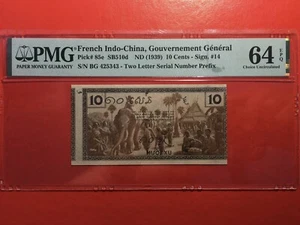 PMG
PAPER MONEY GUARANTY
French Indo-China, Gouvernement Général
Pick# 85e SB510d ND (1939) 10 Cents - Sign. #14
S/N BG 425343 - Two Letter Serial Number Prefix
64 EPQ
Choice Uncirculated
10 10